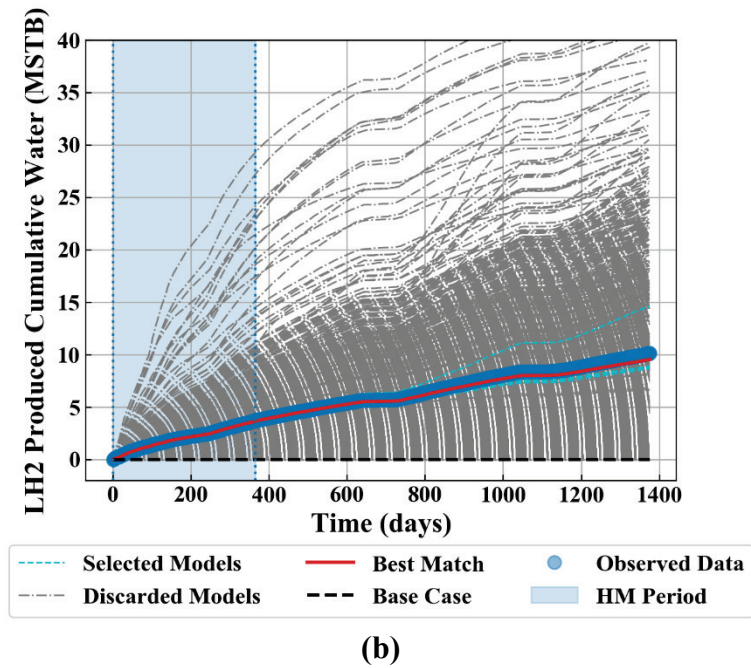 LH2 Produced Cumulative Water (MSTB)
40
35
30
25
20
15
10
5
0
0 200 400 600 800 1000 1200 1400
Time (days)
Selected Models Best Match Observed Data
Discarded Models Base Case HM Period
(b)